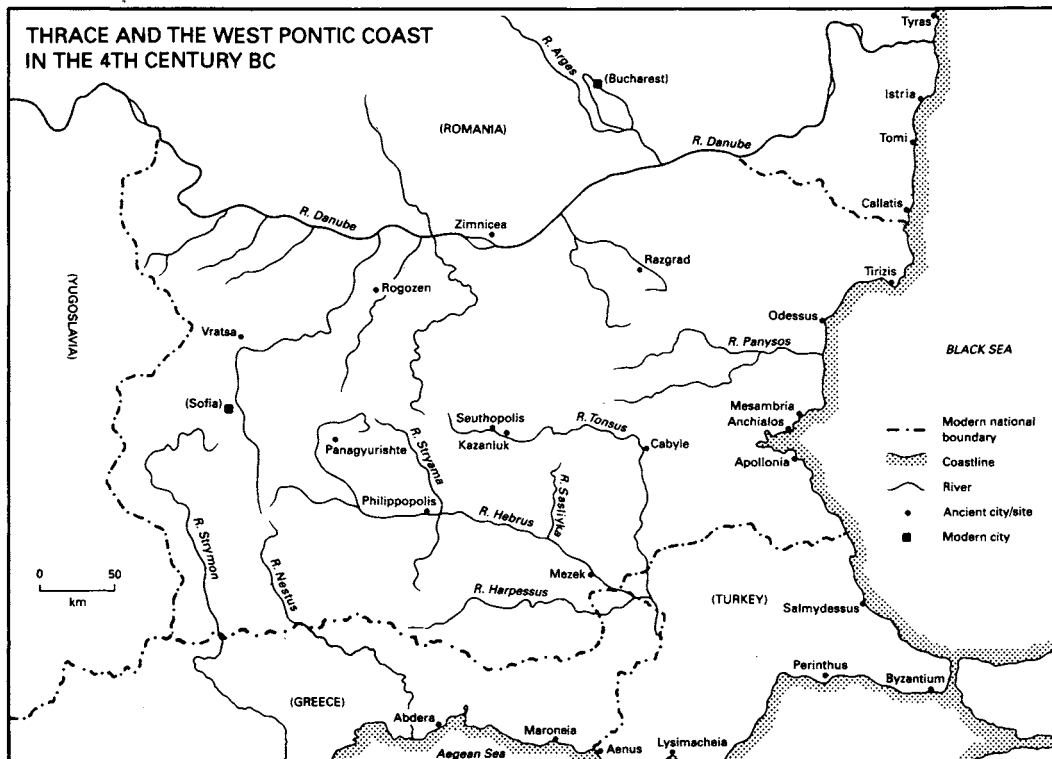 THRACE AND THE WEST PONTIC COAST
IN THE 4TH CENTURY BC
Tyras
R. Arges
(Bucharest)
Istria
(ROMANIA)
Tomi
R. Danube
Callatis
R. Danube
Zimnicea
Razgrad
(YUGOSLAVIA)
Tirizis
Rogozen
Odessus
Vratsa
R. Panysos
BLACK SEA
(Sofia)
Mesambria
Anchialos
Seuthopolis
R. Tonsus
Kazanluk
Cabyle
Panagyurishte
R. Stryama
Apollonia
Modern national
boundary
Coastline
River
Ancient city/site
Modern city
Philippopolis
R. Hebrus
R. Sasliyka
R. Strymon
0 50
km
R. Nestus
Mezek
R. Harpessus
(TURKEY)
Salmydessus
Perinthus
Byzantium
(GREECE)
Abdera
Maroneia
Aegean Sea
Aenus
Lysimacheia